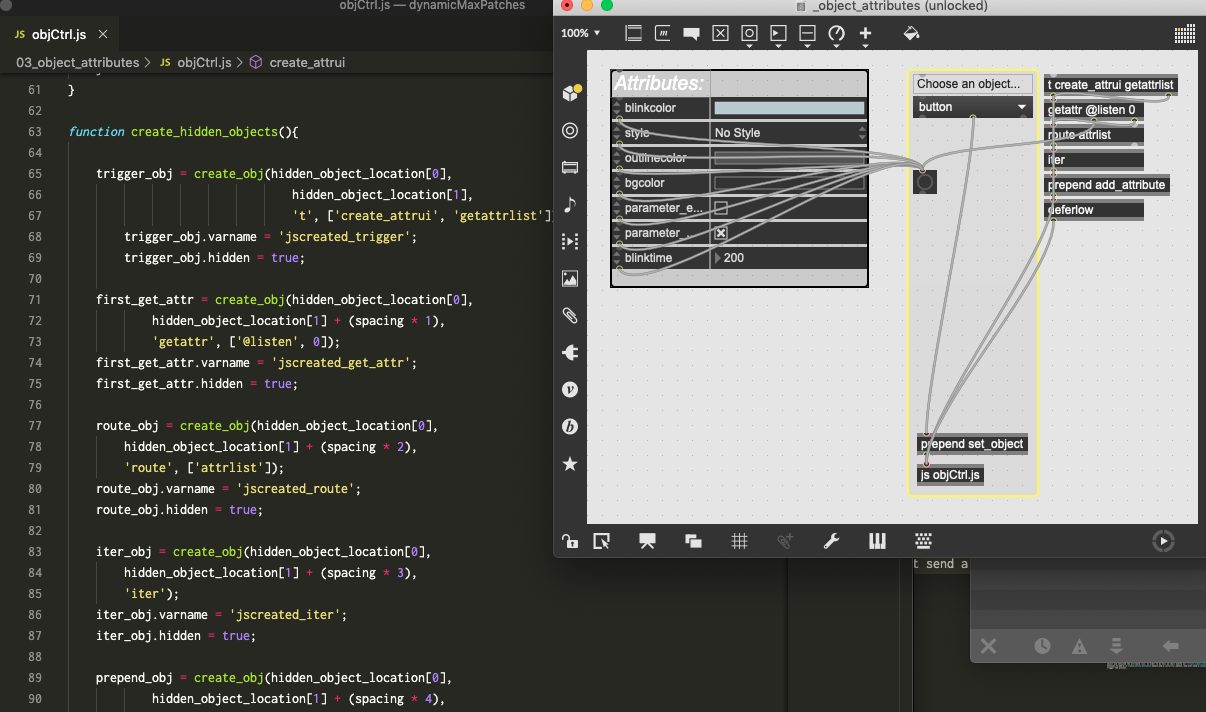 objCtrl.js — dynamicMaxPatches
JS objCtrl.js ×
03_object_attributes > JS objCtrl.js > create_attrui
61 }
62
63 function create_hidden_objects(){
64
65 trigger_obj = create_obj(hidden_object_location[0],
66 hidden_object_location[1],
67 't', ['create_attrui', 'getattrlist']
68 trigger_obj.varname = 'jscreated_trigger';
69 trigger_obj.hidden = true;
70
71 first_get_attr = create_obj(hidden_object_location[0],
72 hidden_object_location[1] + (spacing * 1),
73 'getattr', ['@listen', 0]);
74 first_get_attr.varname = 'jscreated_get_attr';
75 first_get_attr.hidden = true;
76
77 route_obj = create_obj(hidden_object_location[0],
78 hidden_object_location[1] + (spacing * 2),
79 'route', ['attrlist']);
80 route_obj.varname = 'jscreated_route';
81 route_obj.hidden = true;
82
83 iter_obj = create_obj(hidden_object_location[0],
84 hidden_object_location[1] + (spacing * 3),
85 'iter');
86 iter_obj.varname = 'jscreated_iter';
87 iter_obj.hidden = true;
88
89 prepend_obj = create_obj(hidden_object_location[0],
90 hidden_object_location[1] + (spacing * 4),
_object_attributes (unlocked)
100%
Attributes:
blinkcolor
style No Style
outlinecolor
bgcolor
parameter_e...
parameter_...
blinktime 200
Choose an object...
button
t create_attrui getattrlist
getattr @listen 0
route attrlist
iter
prepend add_attribute
deferlow
prepend set_object
js objCtrl.js
t send a